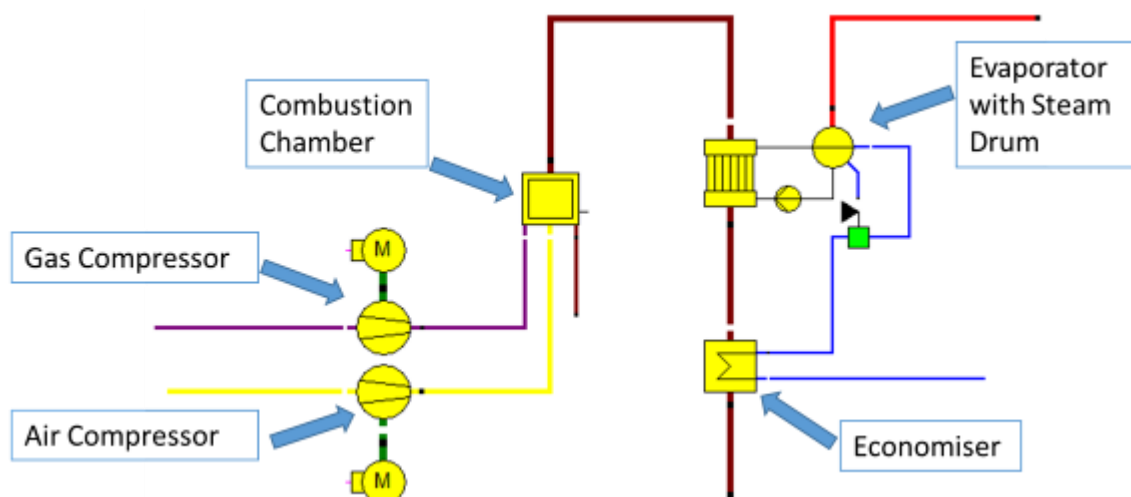 Combustion
Chamber
Evaporator
with Steam
Drum
Gas Compressor
M
Air Compressor
M
Economiser